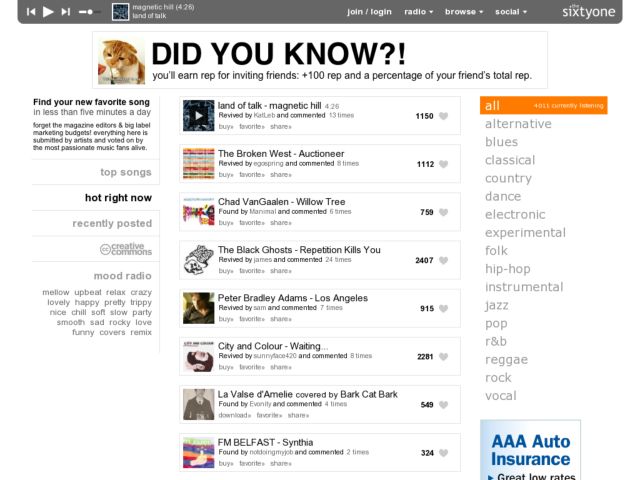 magnetic hill (4:26)
land of talk
join / login
radio
browse
social
the
sixtyone
DID YOU KNOW?!
you'll earn rep for inviting friends: +100 rep and a percentage of your friend's total rep.
Find your new favorite song
in less than five minutes a day
forget the magazine editors & big label
marketing budgets! everything here is
submitted by artists and voted on by
the most passionate music fans alive.
top songs
hot right now
recently posted
creative
commons
mood radio
mellow upbeat relax crazy
lovely happy pretty trippy
nice chill soft slow party
smooth sad rocky love
funny covers remix
land of talk - magnetic hill 4:26
Revived by KatLeb and commented 13 times
buy» favorite» share»
1150
The Broken West - Auctioneer
Revived by egospring and commented 8 times
buy» favorite» share»
1112
Chad VanGaalen - Willow Tree
Found by Manimal and commented 6 times
buy» favorite» share»
759
The Black Ghosts - Repetition Kills You
Revived by james and commented 24 times
buy» favorite» share»
2407
Peter Bradley Adams - Los Angeles
Revived by sam and commented 7 times
buy» favorite» share»
915
City and Colour - Waiting...
Revived by sunnyface420 and commented 8 times
buy» favorite» share»
2281
La Valse d'Amelie covered by Bark Cat Bark
Found by Evonity and commented 4 times
download» favorite» share»
549
FM BELFAST - Synthia
Found by notdoingmyjob and commented 2 times
buy» favorite» share»
324
all
currently listening
alternative
blues
classical
country
dance
electronic
experimental
folk
hip-hop
instrumental
jazz
pop
r&b
reggae
rock
vocal
AAA Auto
Insurance
Great low rates